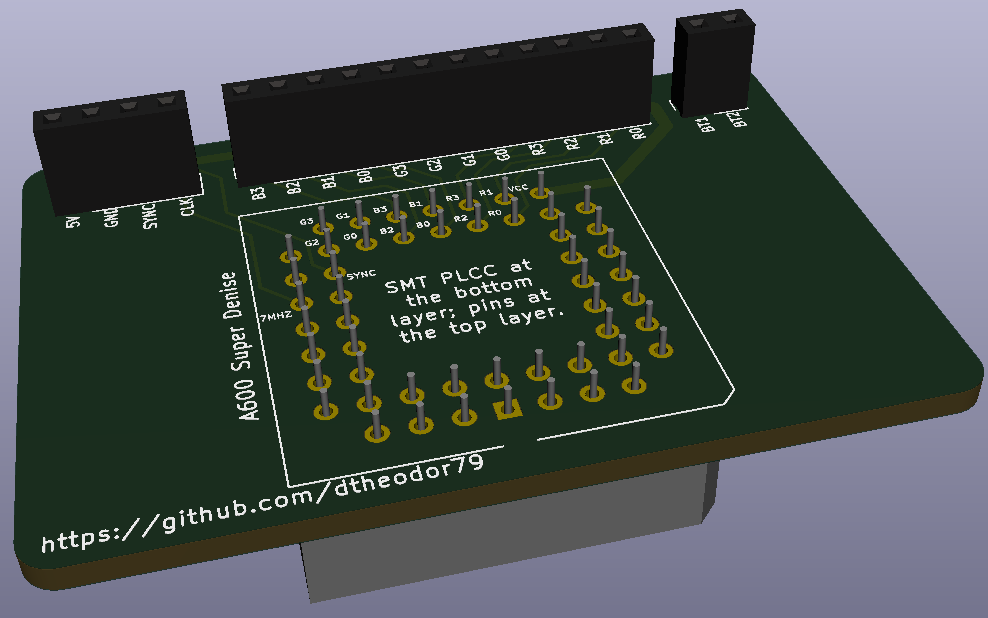 5V
GND
SYNC
CLK
B3
B2
B1
B0
G3
G2
G1
G0
R3
R2
R1
R0
BT1
BT2
G3
G1
B3
B1
R3
R1
VCC
G2
G0
B2
B0
R2
R0
SYNC
7MHZ
SMT PLCC at
the bottom
layer; pins at
the top layer.
A600 Super Denise
https://github.com/dtheodor79